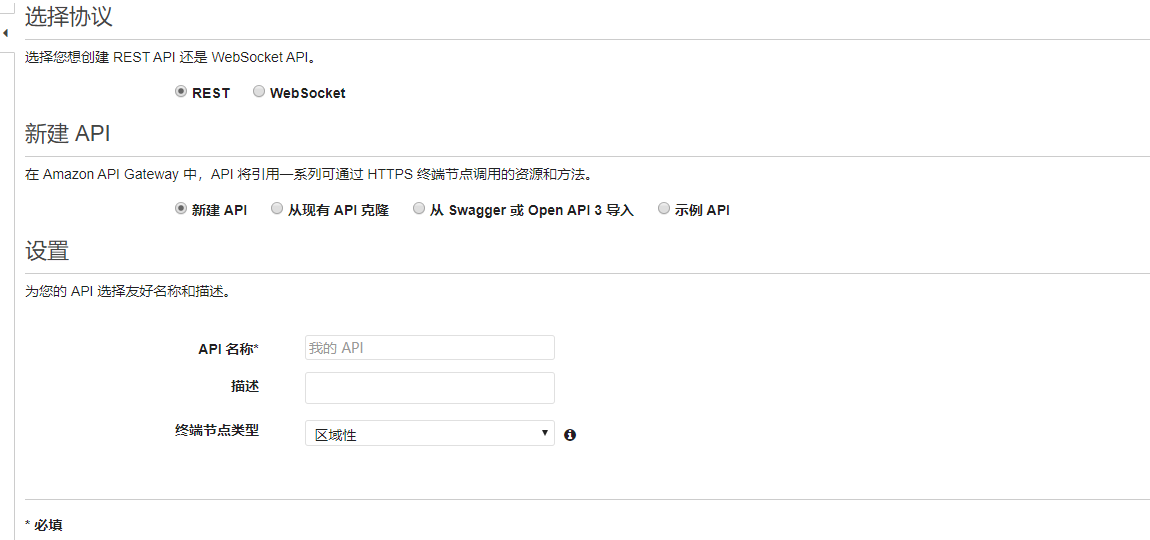 选择协议
选择您想创建 REST API 还是 WebSocket API。
REST WebSocket
新建 API
在 Amazon API Gateway 中，API 将引用一系列可通过 HTTPS 终端节点调用的资源和方法。
新建 API 从现有 API 克隆 从 Swagger 或 Open API 3 导入 示例 API
设置
为您的 API 选择友好名称和描述。
API 名称* 我的 API
描述
终端节点类型 区域性
* 必填